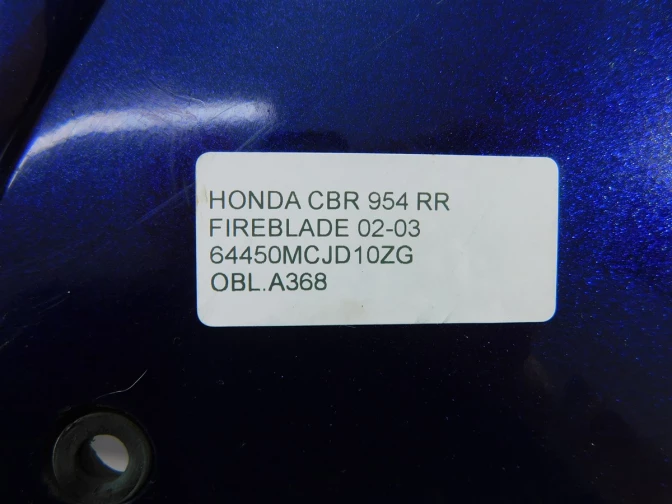 HONDA CBR 954 RR
FIREBLADE 02-03
64450MCJD10ZG
OBL.A368